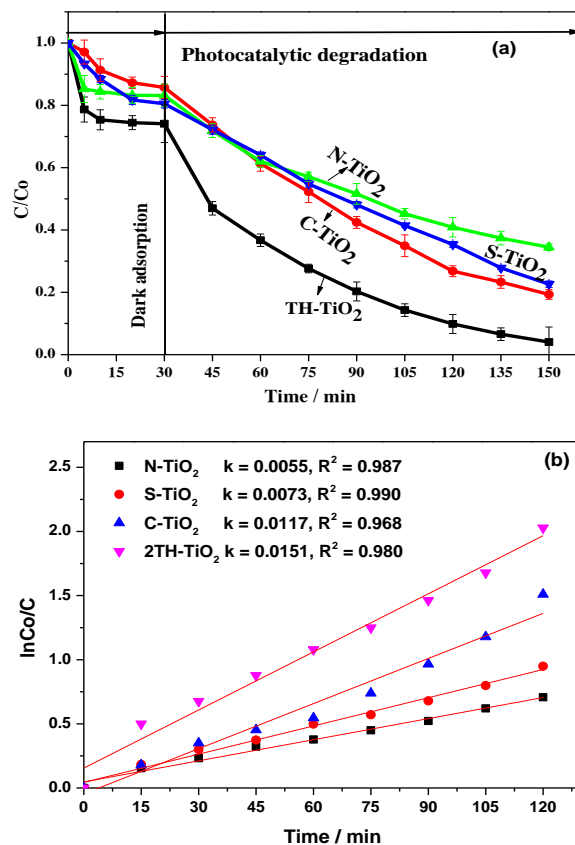 (a)
Photocatalytic degradation
1.0
0.8
0.6
0.4
0.2
0.0
C/Co
Dark adsorption
N-TiO2
C-TiO2
S-TiO2
TH-TiO2
0 15 30 45 60 75 90 105 120 135 150
Time / min
(b)
N-TiO2 k = 0.0055, R2 = 0.987
S-TiO2 k = 0.0073, R2 = 0.990
C-TiO2 k = 0.0117, R2 = 0.968
2TH-TiO2 k = 0.0151, R2 = 0.980
2.5
2.0
1.5
1.0
0.5
0.0
lnCo/C
0 15 30 45 60 75 90 105 120
Time / min